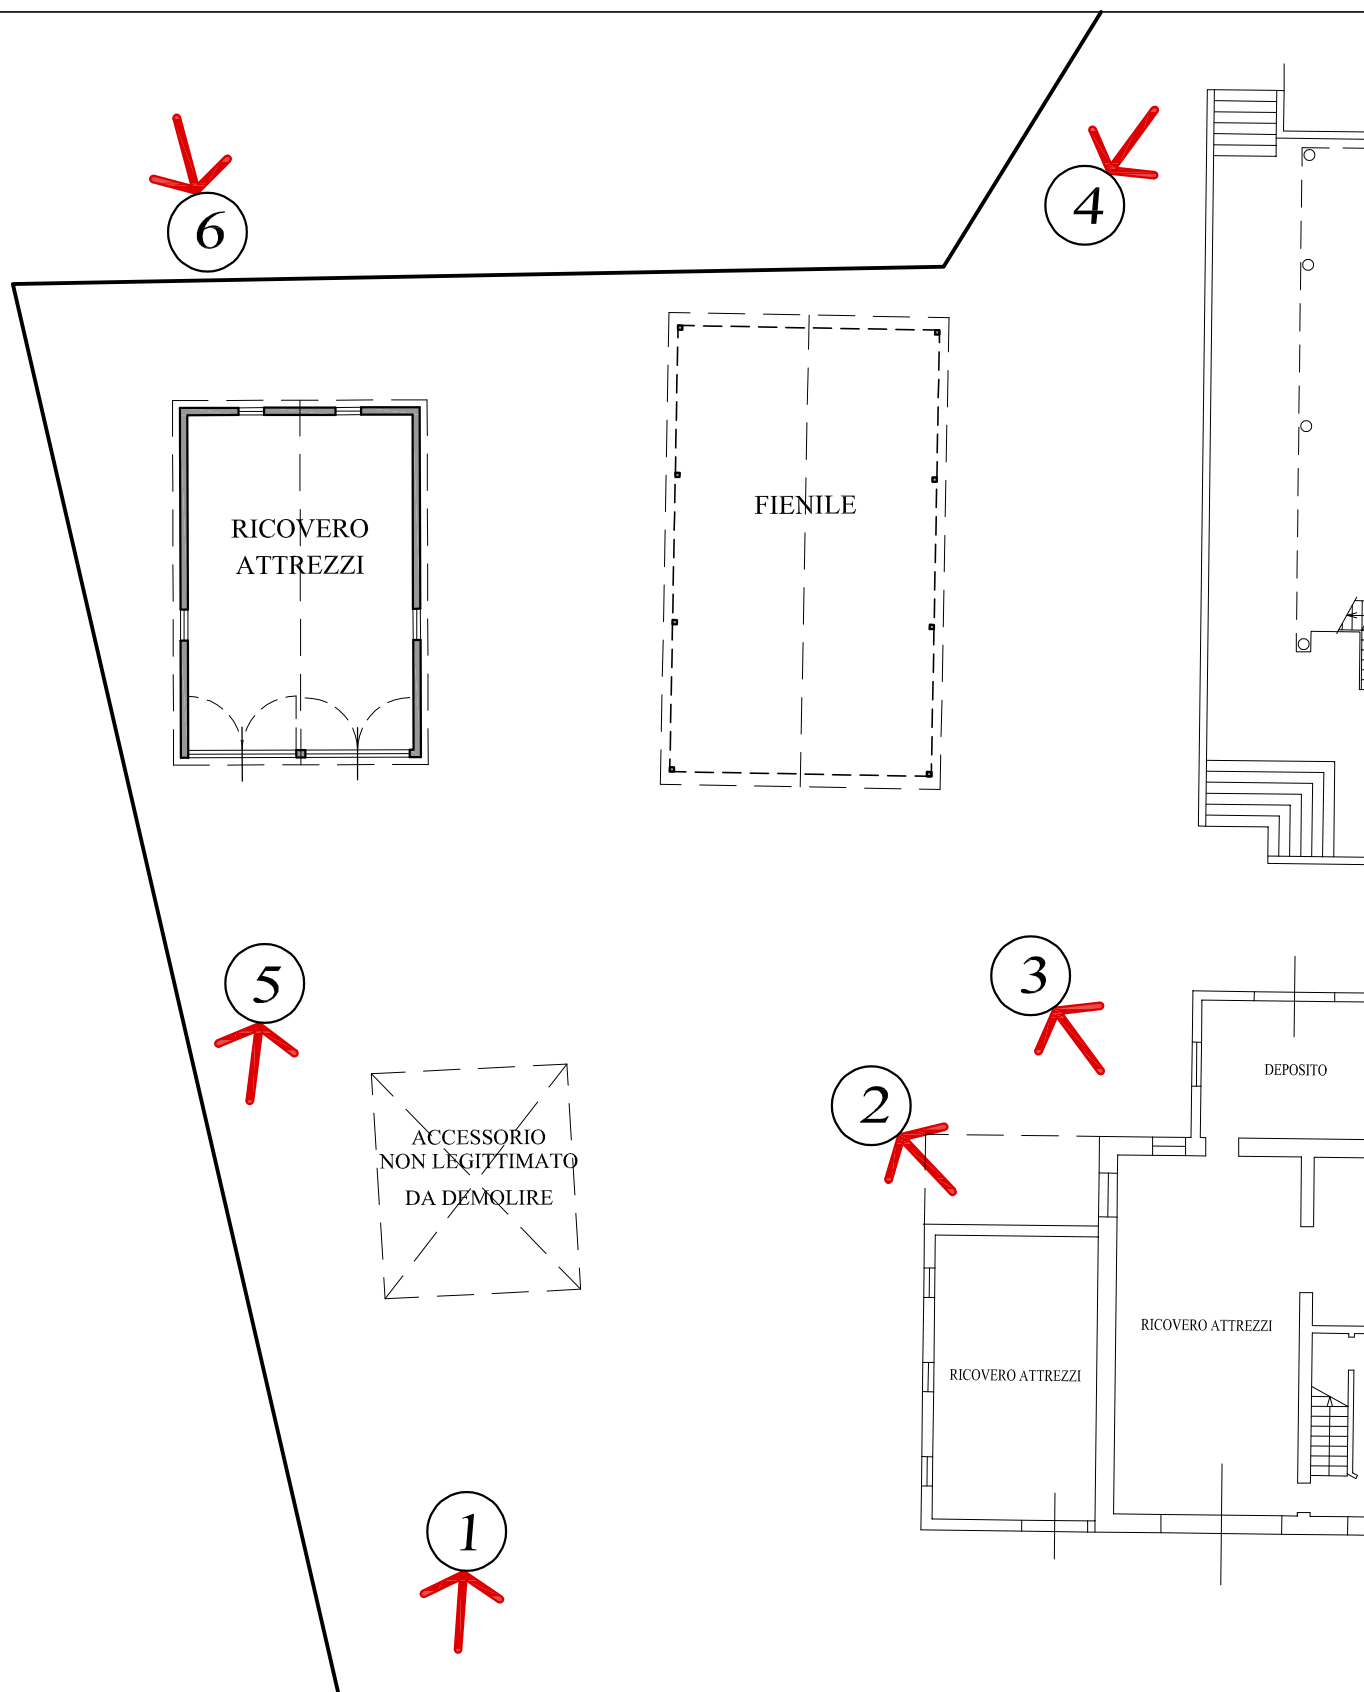 6
4
RICOVERO
ATTREZZI
FIENILE
5
3
DEPOSITO
2
ACCESSORIO
NON LEGITTIMATO
DA DEMOLIRE
RICOVERO ATTREZZI
RICOVERO ATTREZZI
1